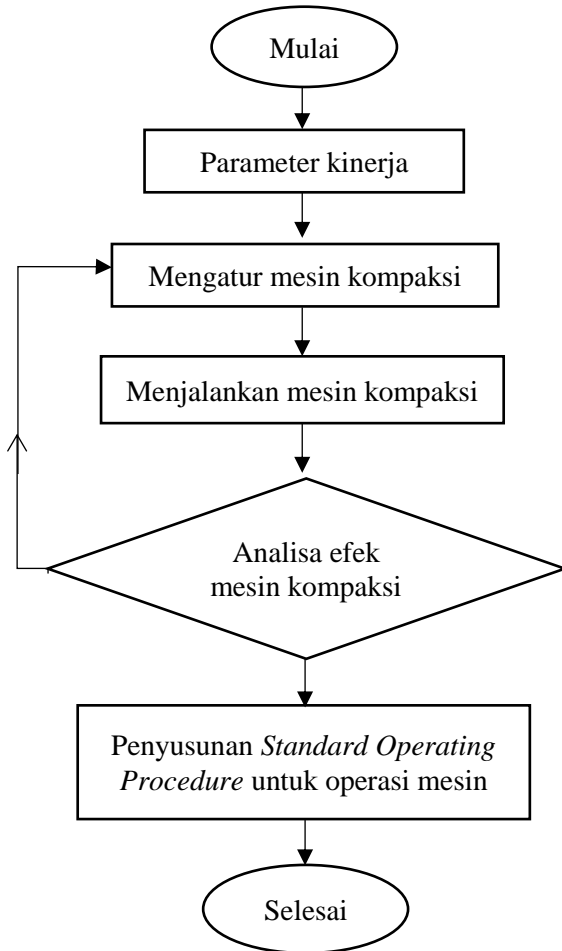 Mulai
Parameter kinerja
Mengatur mesin kompaksi
Menjalankan mesin kompaksi
Analisa efek
mesin kompaksi
Penyusunan Standard Operating
Procedure untuk operasi mesin
Selesai